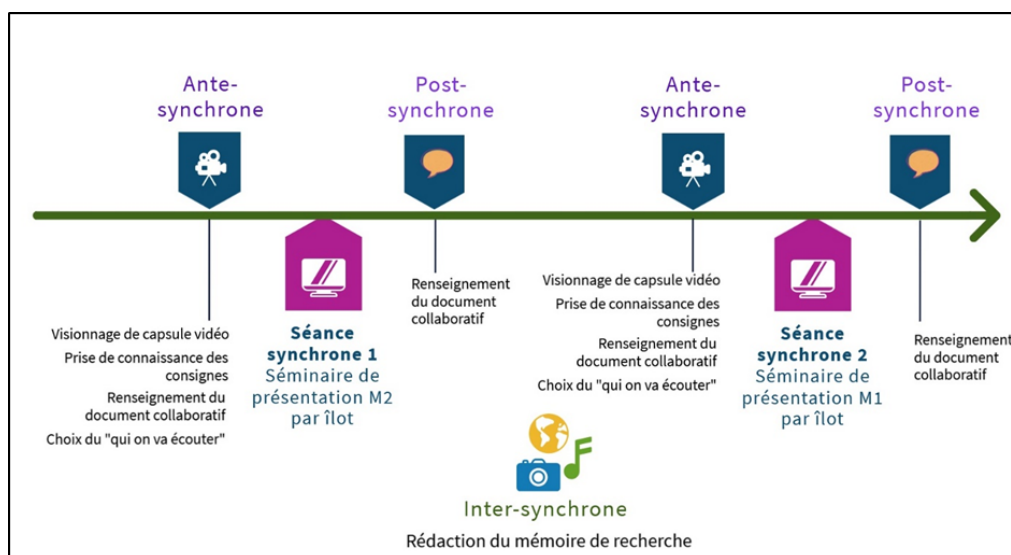 Ante-
synchrone
Post-
synchrone
Ante-
synchrone
Post-
synchrone
Visionnage de capsule vidéo
Prise de connaissance des
consignes
Renseignement du
document collaboratif
Choix du "qui on va écouter"
Séance
synchrone 1
Séminaire de
présentation M2
par îlot
Renseignement
du document
collaboratif
Visionnage de capsule vidéo
Prise de connaissance des
consignes
Renseignement du
document collaboratif
Choix du "qui on va écouter"
Séance
synchrone 2
Séminaire de
présentation M1
par îlot
Renseignement
du document
collaboratif
Inter-synchrone
Rédaction du mémoire de recherche